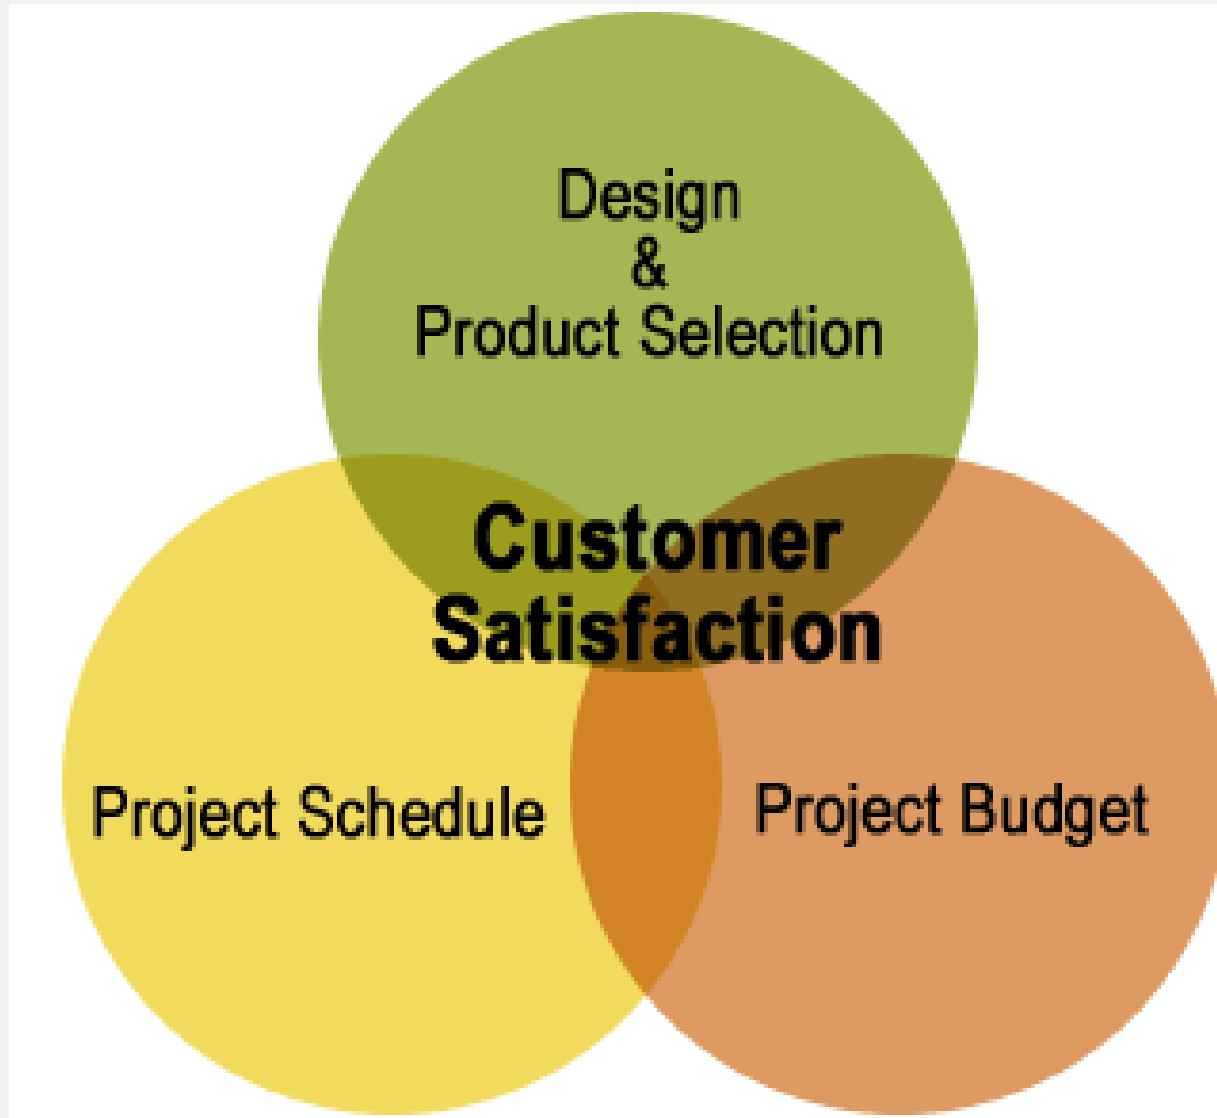 Design
&
Product Selection
Customer
Satisfaction
Project Schedule
Project Budget